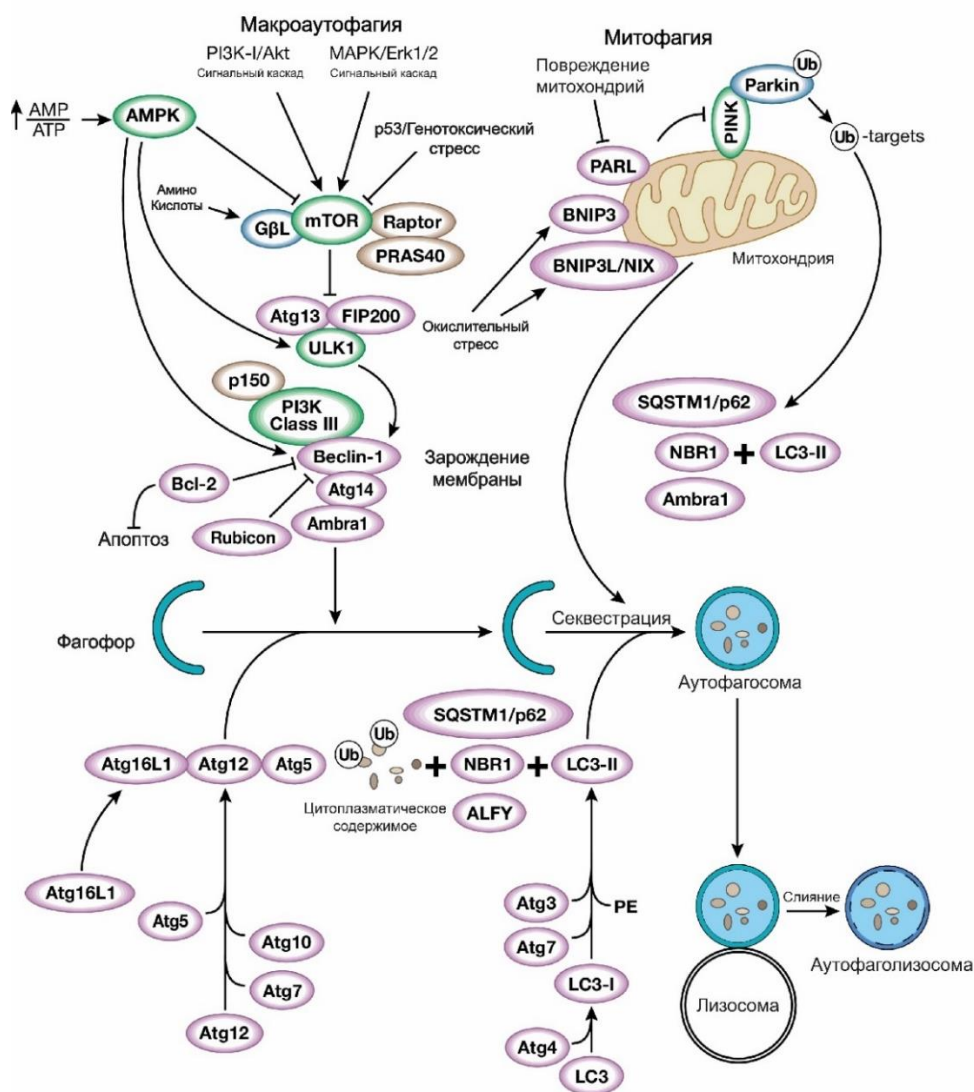 Макроаутофагия
PI3K-I/Akt
Сигнальный каскад
MAPK/Erk1/2
Сигнальный каскад
AMP
ATP
AMPK
p53/Генотоксический
стресс
Амино
Кислоты
GβL
mTOR
Raptor
PRAS40
Atg13
FIP200
ULK1
p150
PI3K
Class III
Beclin-1
Bcl-2
Atg14
Rubicon
Ambra1
Апоптоз
Зарождение
мембраны
Митофагия
Повреждение
митохондрий
Ub
Parkin
PINK
Ub
-targets
PARL
BNIP3
BNIP3L/NIX
Митохондрия
Окислительный
стресс
SQSTM1/p62
NBR1
+
LC3-II
Ambra1
Фагофор
Секвестрация
Аутофагосома
SQSTM1/p62
Ub
Ub
Atg16L1
Atg12
Atg5
+
NBR1
+
LC3-II
Цитоплазматическое
содержимое
ALFY
Atg16L1
Atg5
Atg10
Atg7
Atg12
Atg3
PE
Atg7
LC3-I
Atg4
LC3
Слияние
Аутофаголизосома
Лизосома